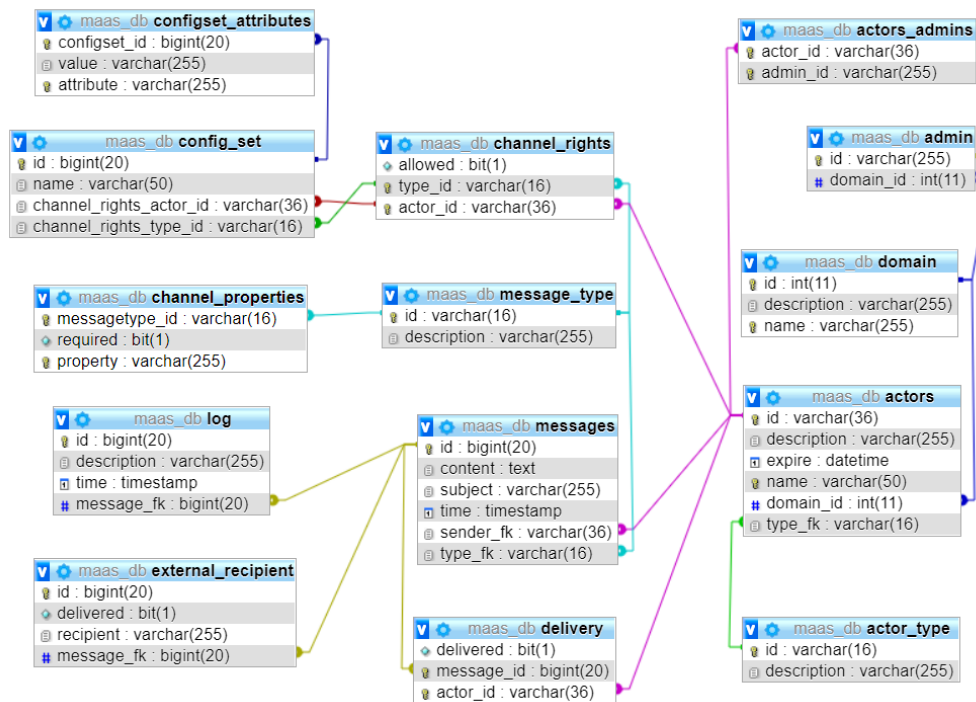 maas_db configset_attributes
configset_id : bigint(20)
value : varchar(255)
attribute : varchar(255)
maas_db config_set
id : bigint(20)
name : varchar(50)
channel_rights_actor_id : varchar(36)
channel_rights_type_id : varchar(16)
maas_db channel_rights
allowed : bit(1)
type_id : varchar(16)
actor_id : varchar(36)
maas_db actors_admins
actor_id : varchar(36)
admin_id : varchar(255)
maas_db admin
id : varchar(255)
# domain_id : int(11)
maas_db domain
id : int(11)
description : varchar(255)
name : varchar(255)
maas_db channel_properties
messagetype_id : varchar(16)
required : bit(1)
property : varchar(255)
maas_db message_type
id : varchar(16)
description : varchar(255)
maas_db log
id : bigint(20)
description : varchar(255)
time : timestamp
# message_fk : bigint(20)
maas_db messages
id : bigint(20)
content : text
subject : varchar(255)
time : timestamp
sender_fk : varchar(36)
type_fk : varchar(16)
maas_db actors
id : varchar(36)
description : varchar(255)
expire : datetime
name : varchar(50)
# domain_id : int(11)
type_fk : varchar(16)
maas_db external_recipient
id : bigint(20)
delivered : bit(1)
recipient : varchar(255)
# message_fk : bigint(20)
maas_db delivery
delivered : bit(1)
message_id : bigint(20)
actor_id : varchar(36)
maas_db actor_type
id : varchar(16)
description : varchar(255)